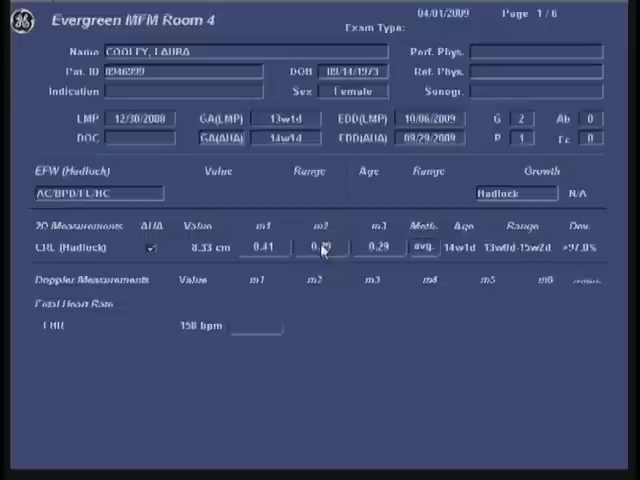 Evergreen MFM Room 4
04/01/2009 Page 1 / 6
Exam Type:
Name COOLEY, LAURA Perf. Phys.
Pat. ID 0946999 DOB 09/14/1973 Ref. Phys.
Indication Sex Female Sonogr.
LMP 12/30/2008 GA(LMP) 13w1d EDD(LMP) 10/06/2009 G 2 Ab 0
DOC GA(AUA) 14w1d EDD(AUA) 09/29/2009 P 1 Ec 0
EFW (Hadlock) Value Range Age Range Growth
AC/BPD/FL/HC Hadlock N/A
2D Measurements AUA Value m1 m2 m3 Meth. Age Range Dev.
CRL (Hadlock) 8.33 cm 8.29 avg. 14w1d 13w0d-15w2d >97.0%
Doppler Measurements Value m1 m2 m3 m4 m5 m6
Fetal Heart Rate
FHR 158 bpm